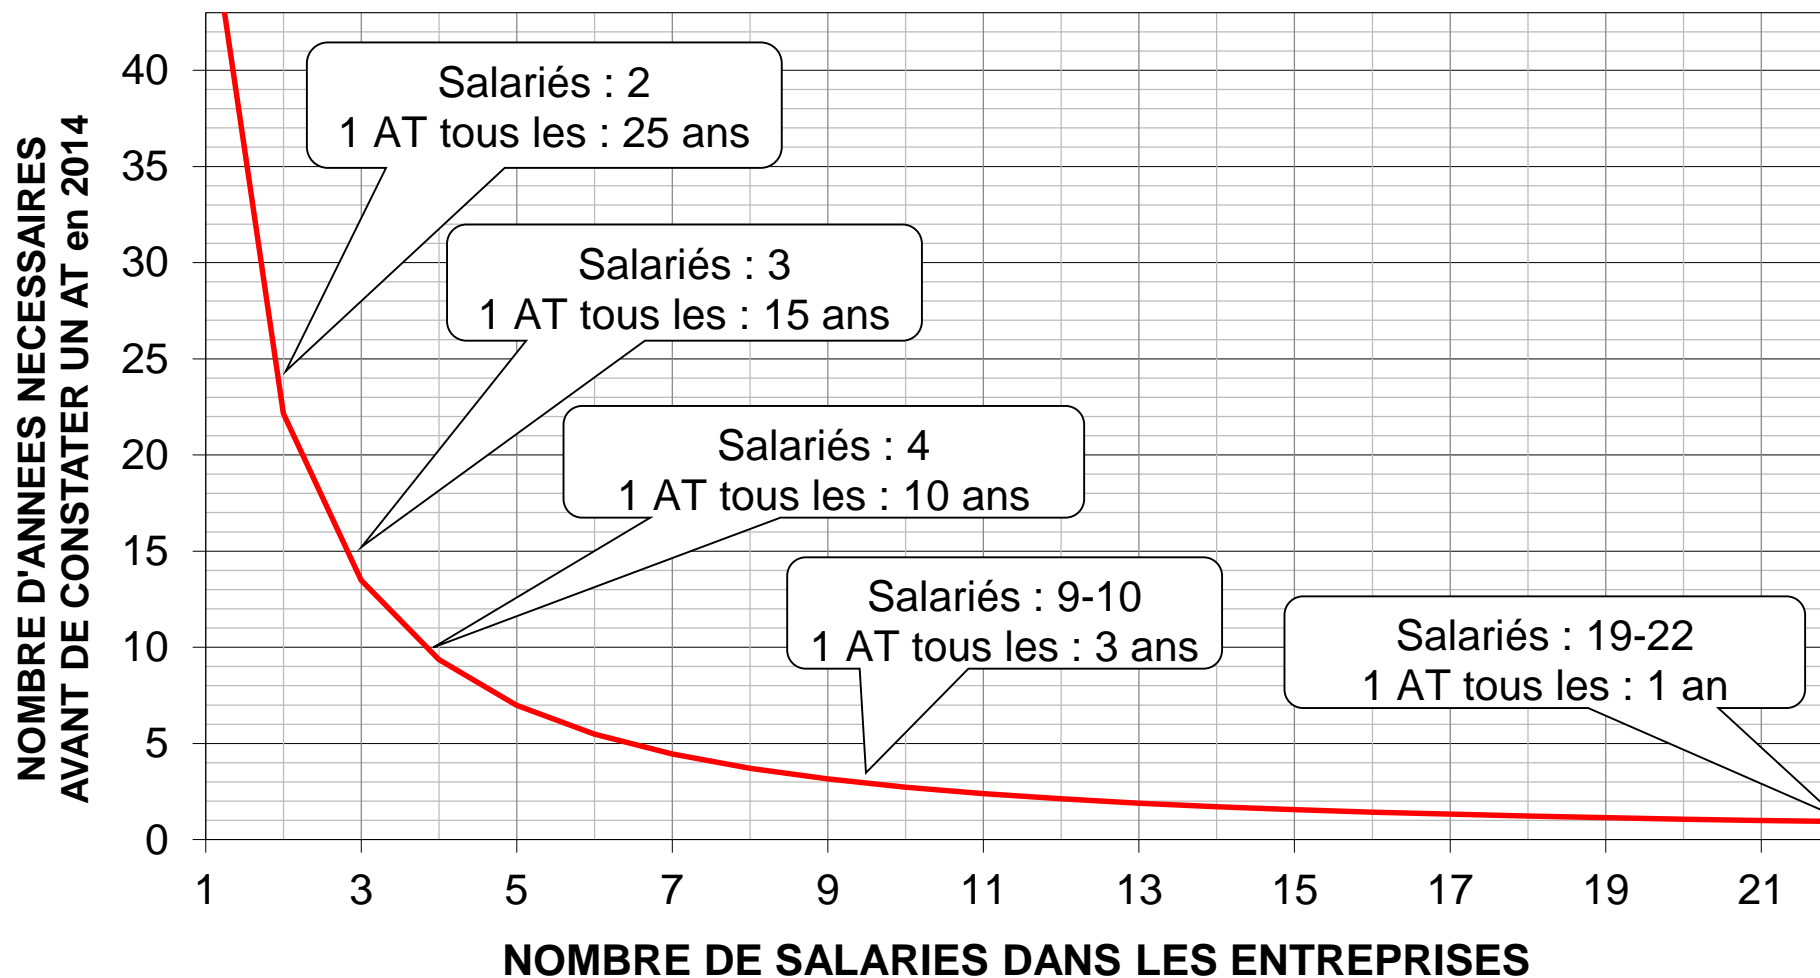 NOMBRE D'ANNEES NECESSAIRES
AVANT DE CONSTATER UN AT en 2014
40
35
30
25
20
15
10
5
0
Salariés : 2
1 AT tous les : 25 ans
Salariés : 3
1 AT tous les : 15 ans
Salariés : 4
1 AT tous les : 10 ans
Salariés : 9-10
1 AT tous les : 3 ans
Salariés : 19-22
1 AT tous les : 1 an
1 3 5 7 9 11 13 15 17 19 21
NOMBRE DE SALARIES DANS LES ENTREPRISES